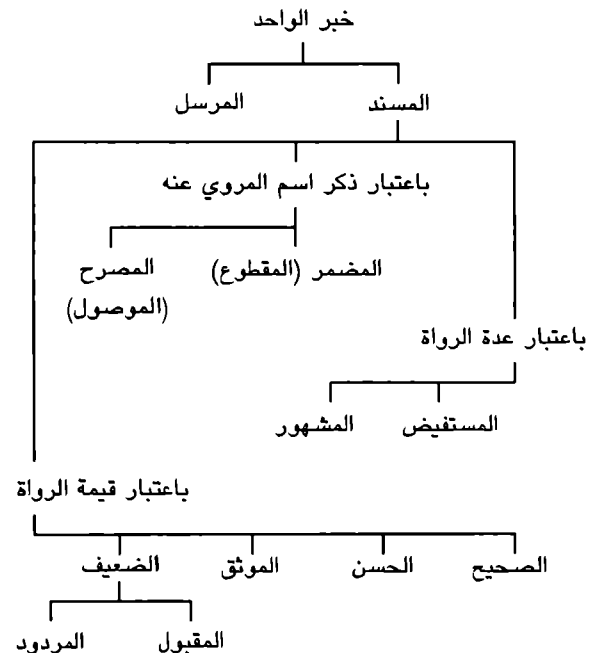 خبر الواحد
المسند المرسل
باعتبار ذكر اسم المروي عنه
المضمر (المقطوع) المصرح
(الموصول)
باعتبار عدة الرواة
المستفيض المشهور
باعتبار قيمة الرواة
الصحيح الحسن الموثق الضعيف
المقبول المردود